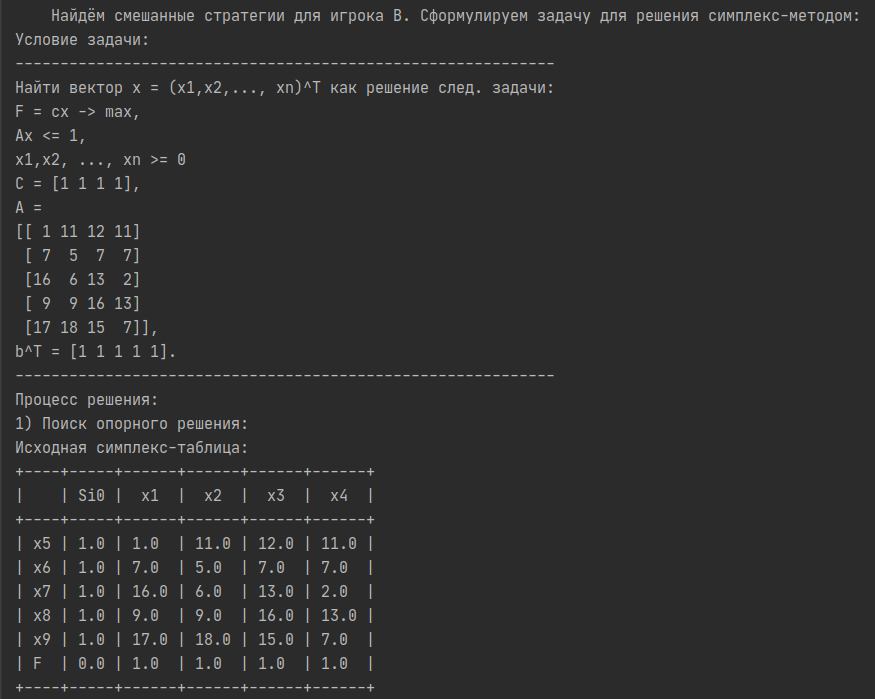 Найдём смешанные стратегии для игрока B. Сформулируем задачу для решения симплекс-методом:
Условие задачи:
------------------------------------------------------------
Найти вектор x = (x1,x2,..., xn)^T как решение след. задачи:
F = cx -> max,
Ax <= 1,
x1,x2, ..., xn >= 0
C = [1 1 1 1],
A =
[[ 1 11 12 11]
 [ 7  5  7  7]
 [16  6 13  2]
 [ 9  9 16 13]
 [17 18 15  7]],
b^T = [1 1 1 1 1].
------------------------------------------------------------
Процесс решения:
1) Поиск опорного решения:
Исходная симплекс-таблица:
+----+-----+------+------+------+------+
|    | Si0 |  x1  |  x2  |  x3  |  x4  |
+----+-----+------+------+------+------+
| x5 | 1.0 | 1.0  | 11.0 | 12.0 | 11.0 |
| x6 | 1.0 | 7.0  | 5.0  | 7.0  | 7.0  |
| x7 | 1.0 | 16.0 | 6.0  | 13.0 | 2.0  |
| x8 | 1.0 | 9.0  | 9.0  | 16.0 | 13.0 |
| x9 | 1.0 | 17.0 | 18.0 | 15.0 | 7.0  |
| F  | 0.0 | 1.0  | 1.0  | 1.0  | 1.0  |
+----+-----+------+------+------+------+